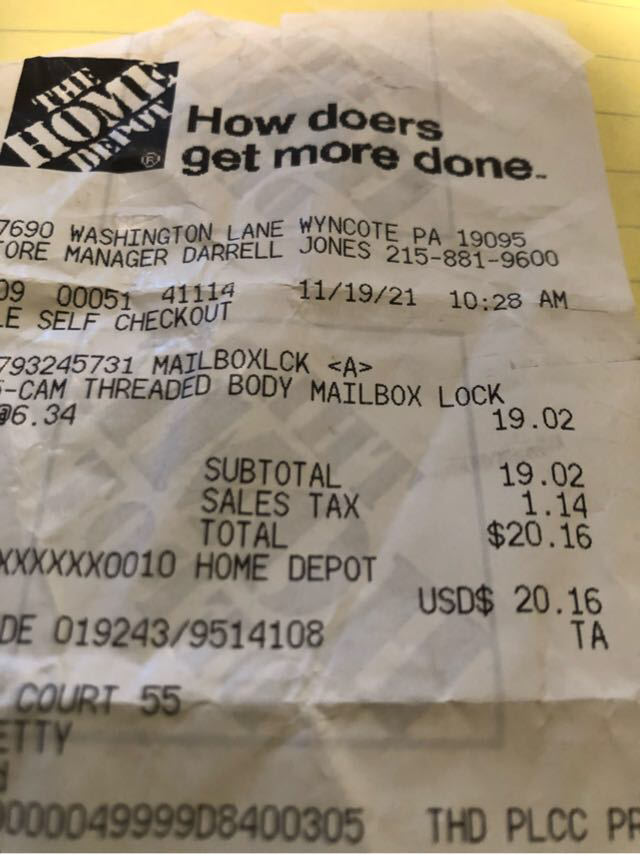 THE
HOME
DEPOT
®
How doers
get more done™
7690 WASHINGTON LANE WYNCOTE PA 19095
ORE MANAGER DARRELL JONES 215-881-9600
09 00051 41114 11/19/21 10:28 AM
LE SELF CHECKOUT
793245731 MAILBOXLCK <A>
-CAM THREADED BODY MAILBOX LOCK
@6.34 19.02
SUBTOTAL 19.02
SALES TAX 1.14
TOTAL $20.16
XXXXXX0010 HOME DEPOT
USD$ 20.16
DE 019243/9514108 TA
COURT 55
ETTY
0000049999D8400305 THD PLCC PR